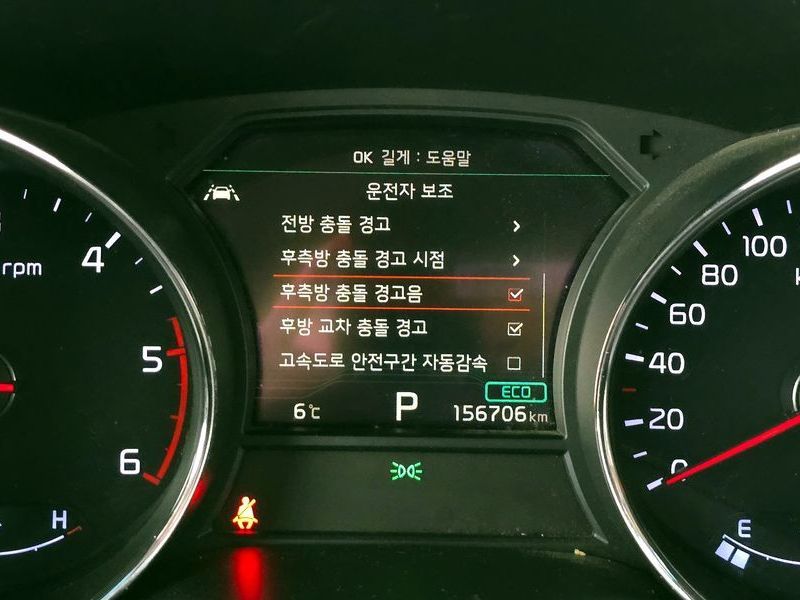 OK 길게 : 도움말
운전자 보조
전방 충돌 경고
후측방 충돌 경고 시점
후측방 충돌 경고음
후방 교차 충돌 경고
고속도로 안전구간 자동감속
ECO
6℃ P 156706km
rpm
4
5
6
H
100
80
60
40
20
0
E